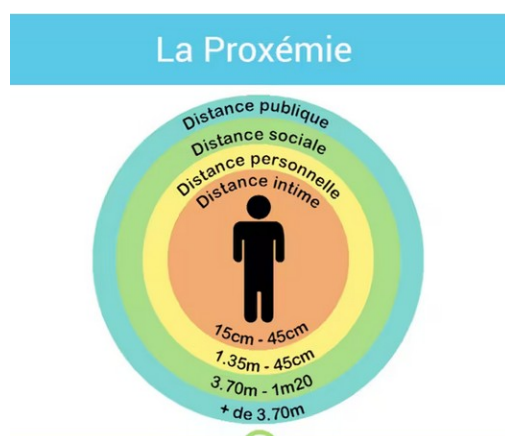 La Proxémie
Distance publique
Distance sociale
Distance personnelle
Distance intime
15cm - 45cm
1.35m - 45cm
3.70m - 1m20
+ de 3.70m